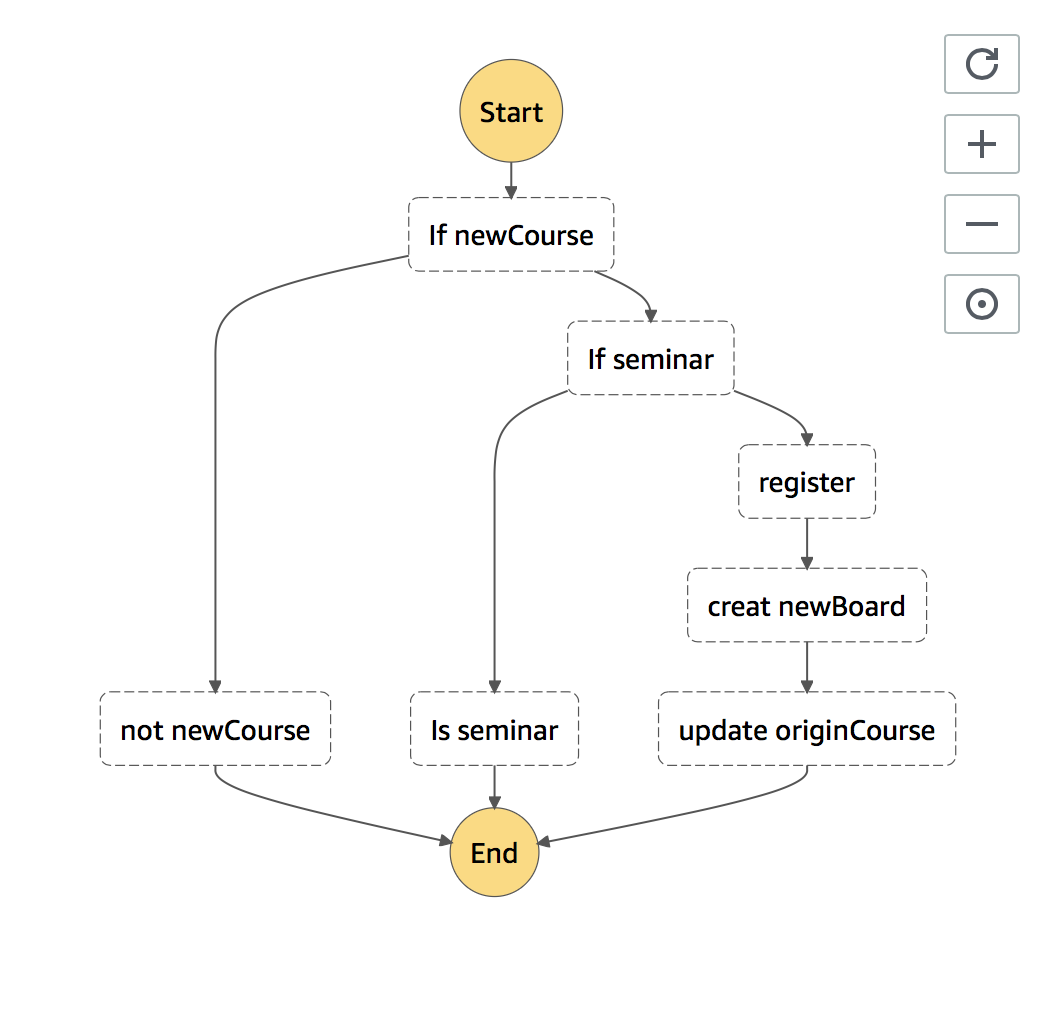 Start
If newCourse
If seminar
register
creat newBoard
not newCourse
Is seminar
update originCourse
End